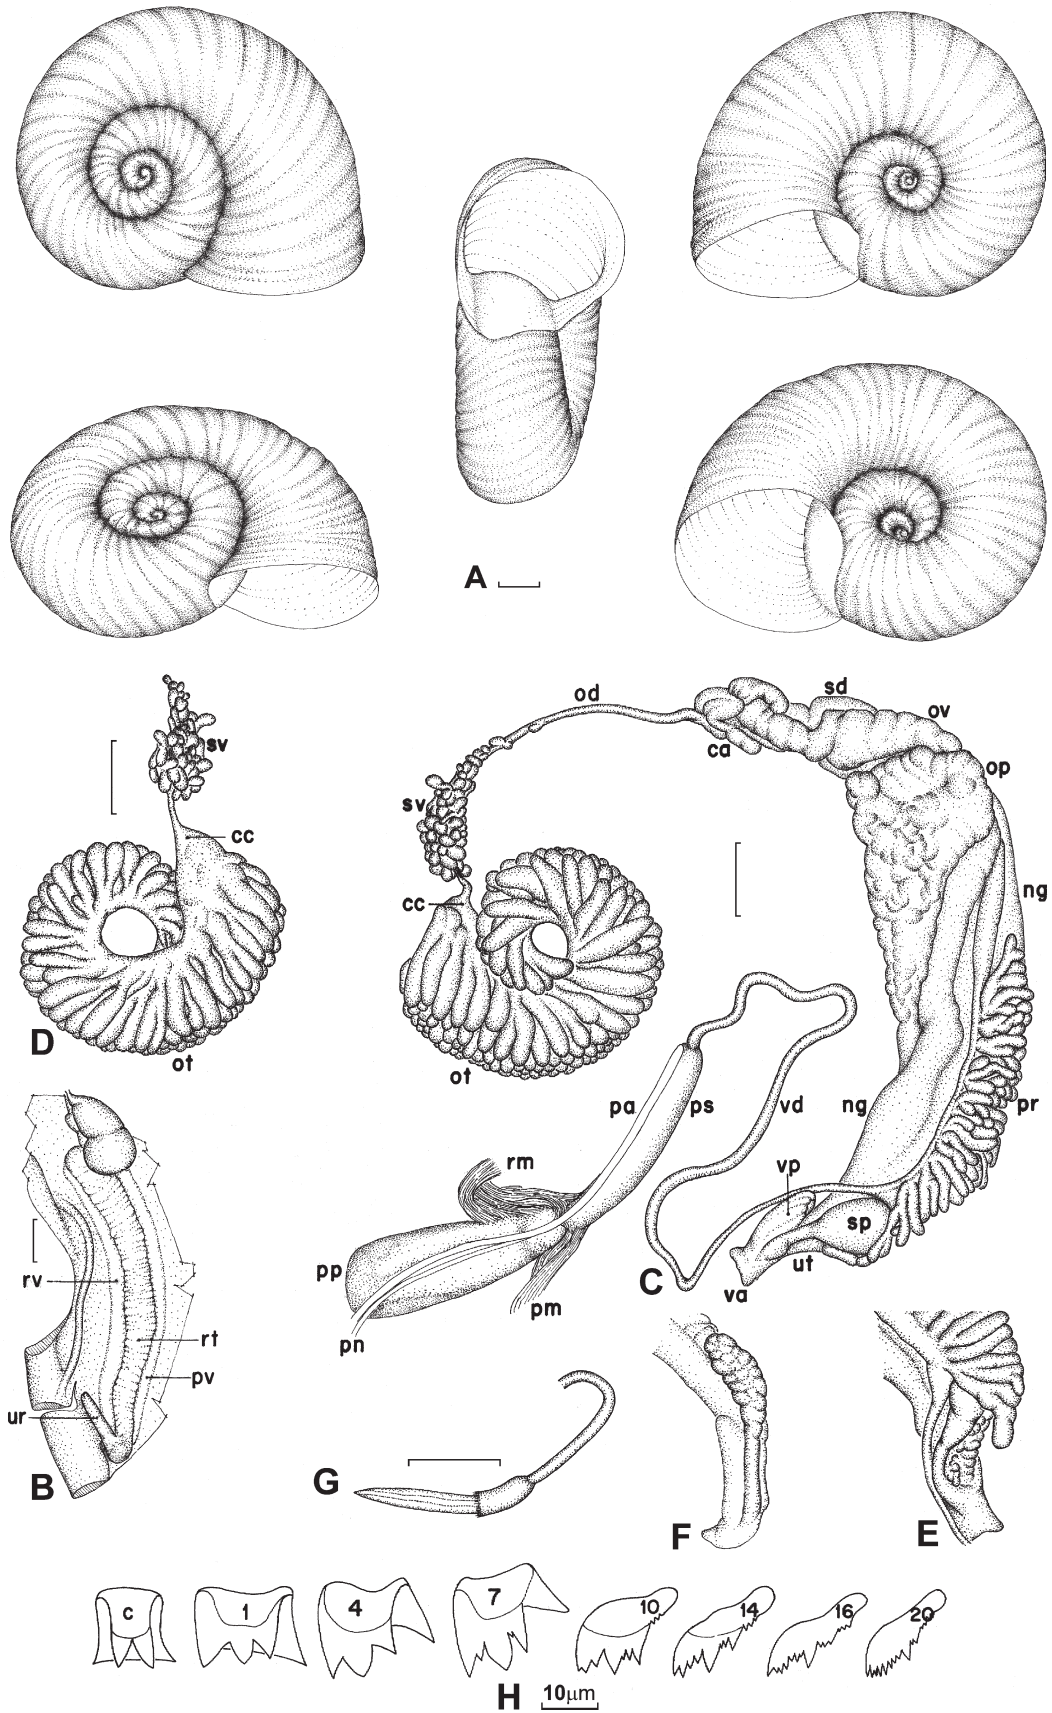 A
sd
od
ov
sv
ca
op
sv
cc
cc
ng
D
ot
ot
pa
ps
vd
ng
pr
rm
vp
sp
rv
pp
C
ut
va
pm
rt
pn
pv
ur
G
B
F
E
c
1
4
7
10
14
16
20
H 10μm